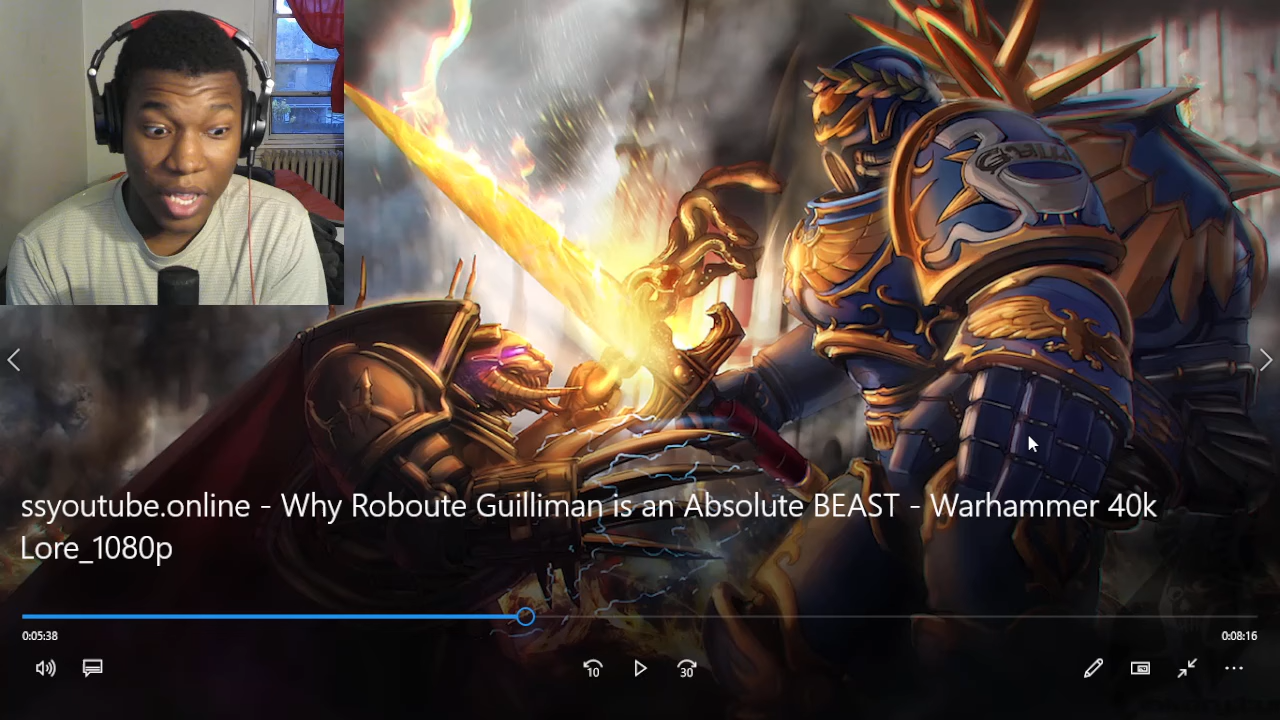 ssyoutube.online - Why Roboute Guilliman is an Absolute BEAST - Warhammer 40k
Lore_1080p
0:05:38
0:08:16
10
30